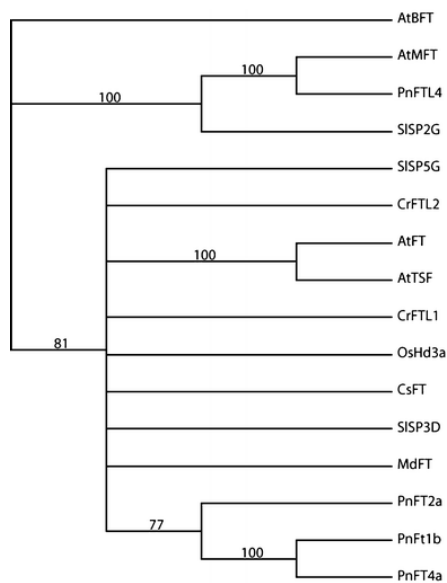 AtBFT
AtMFT
100
PnFTL4
100
SlSP2G
SlSP5G
CrFTL2
AtFT
100
AtTSF
CrFTL1
81
OsHd3a
CsFT
SlSP3D
MdFT
PnFT2a
77
PnFt1b
100
PnFT4a